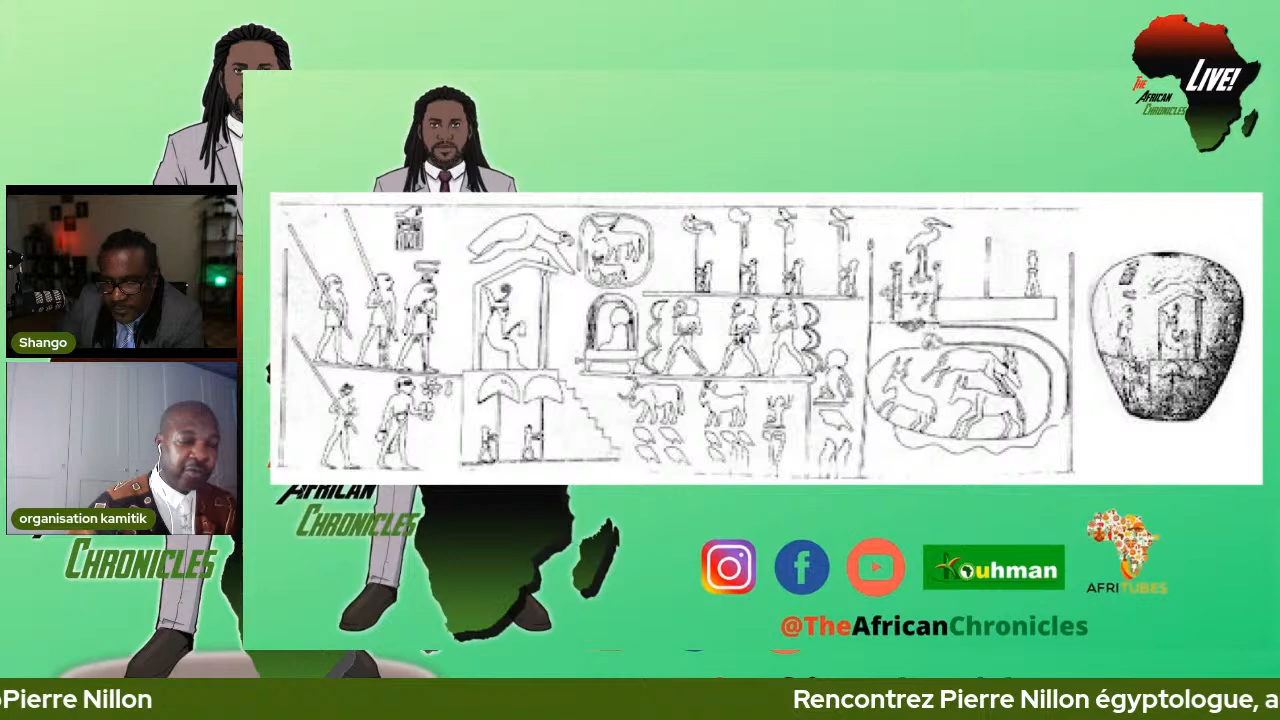 THE
AFRICAN
CHRONICLES
LIVE!
Shango
organisation kamitik
AFRICAN
CHRONICLES
CHRONICLES
Kouhman
AFRITUBES
@TheAfricanChronicles
Pierre Nillon
Rencontrez Pierre Nillon égyptologue, a